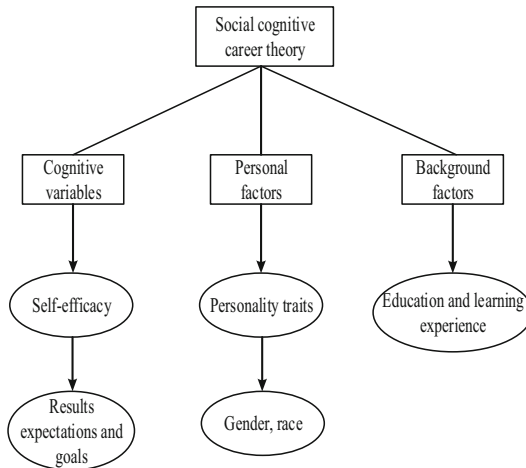 Social cognitive
career theory
Cognitive
variables
Personal
factors
Background
factors
Self-efficacy
Personality traits
Education and learning
experience
Results
expectations and
goals
Gender, race